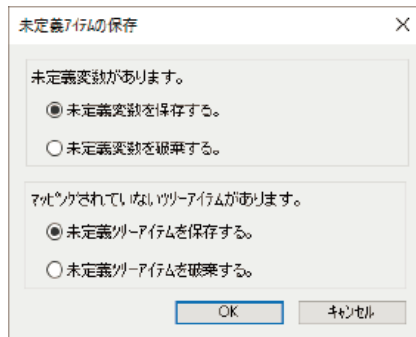 未定義ｱｲﾃﾑの保存
未定義変数があります。
未定義変数を保存する。
未定義変数を破棄する。
ﾏｯﾋﾟﾝｸﾞされていないﾂﾘｰｱｲﾃﾑがあります。
未定義ﾂﾘｰｱｲﾃﾑを保存する。
未定義ﾂﾘｰｱｲﾃﾑを破棄する。
OK
ｷｬﾝｾﾙ